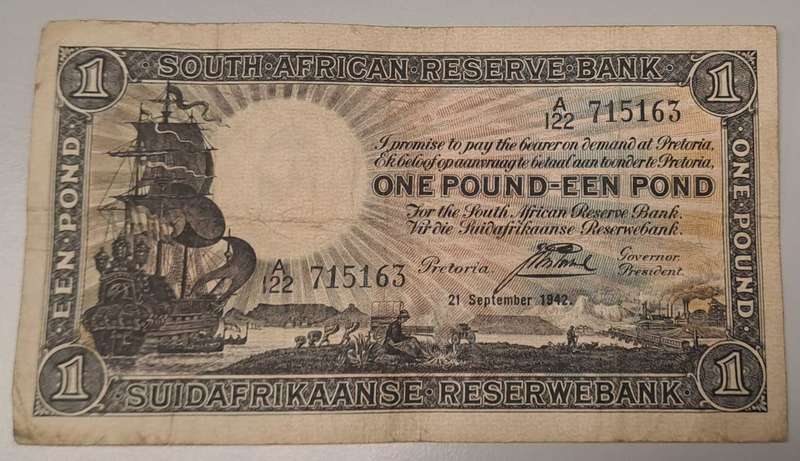 1
SOUTH·AFRICAN·RESERVE·BANK
1
A/122 715163
I promise to pay the bearer on demand at Pretoria,
Ek beloof op aanvraag te betaal aan toonder te Pretoria,
ONE POUND-EEN POND
For the South African Reserve Bank.
Vir die Suidafrikaanse Reserwebank.
A/122 715163
Pretoria.
Governor.
President.
21 September 1942.
EEN·POND
ONE·POUND
1
SUIDAFRIKAANSE·RESERWEBANK
1